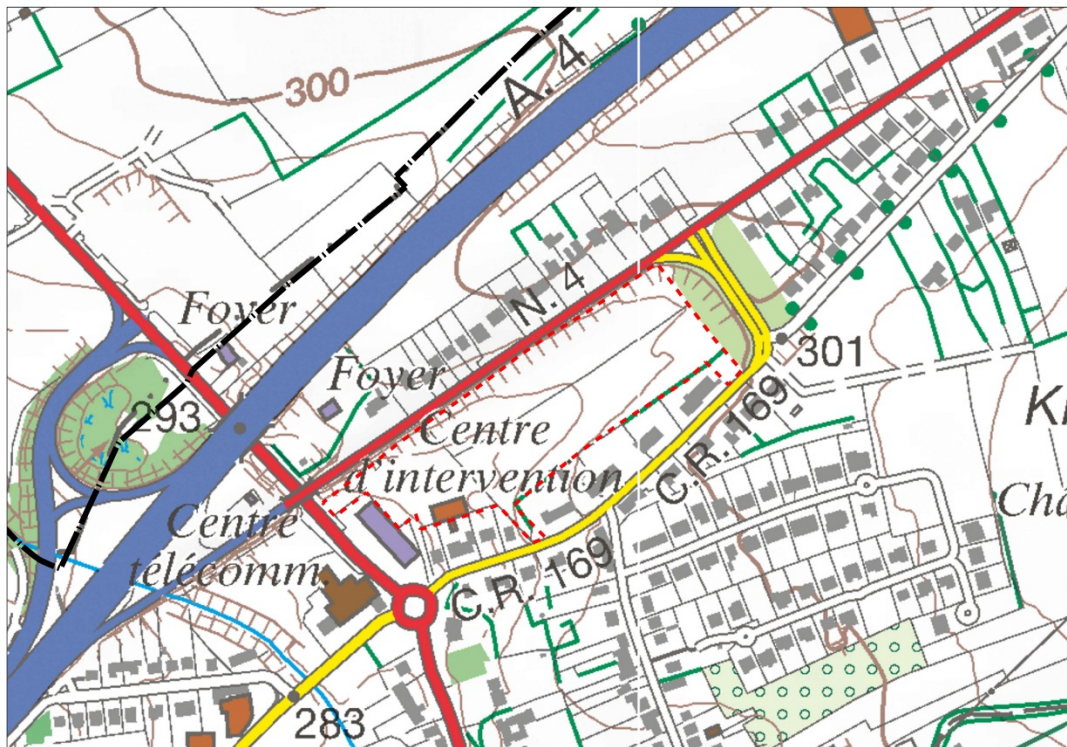 300
A. 4
Foyer
N. 4
Foyer
301
293
Centre
d'intervention
C.R. 169
Centre
télécomm.
C.R. 169
283